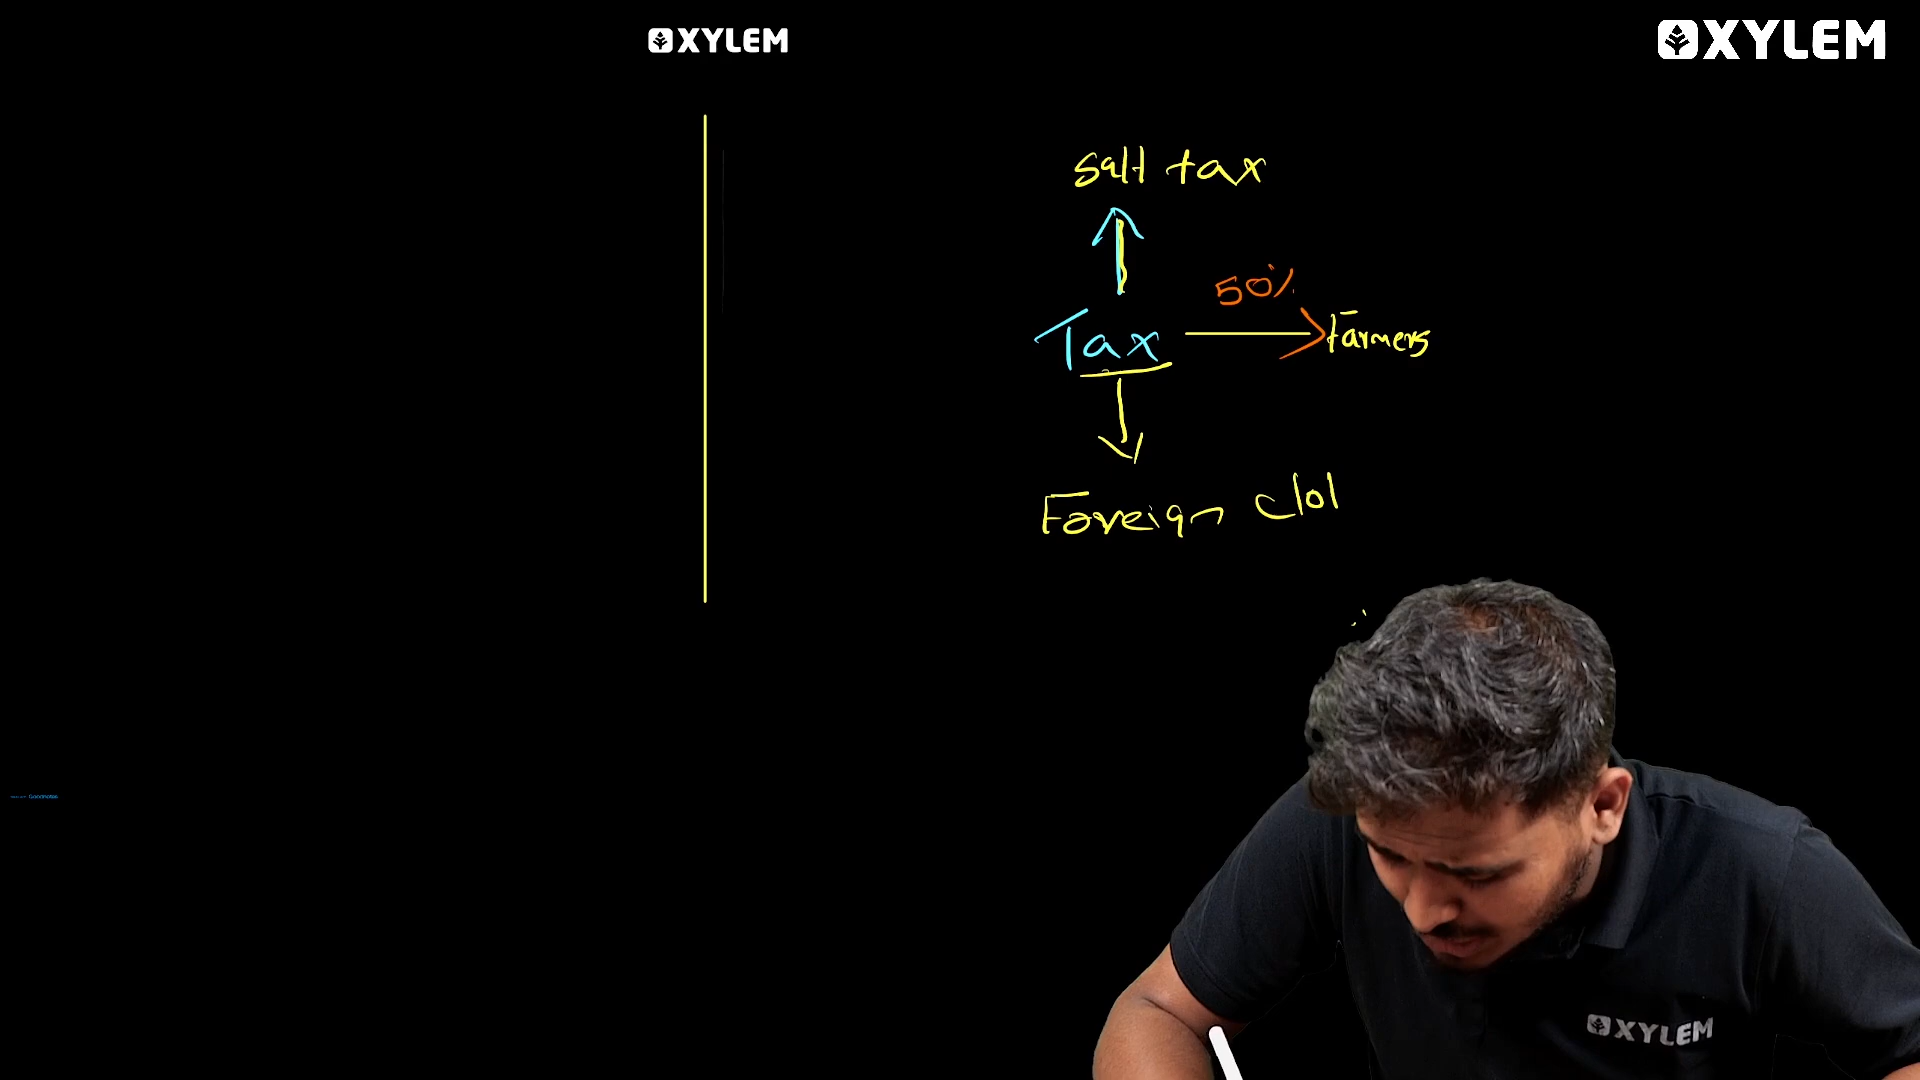 XYLEM
XYLEM
Salt tax
50%
Tax
Farmers
Foreign clot
XYLEM